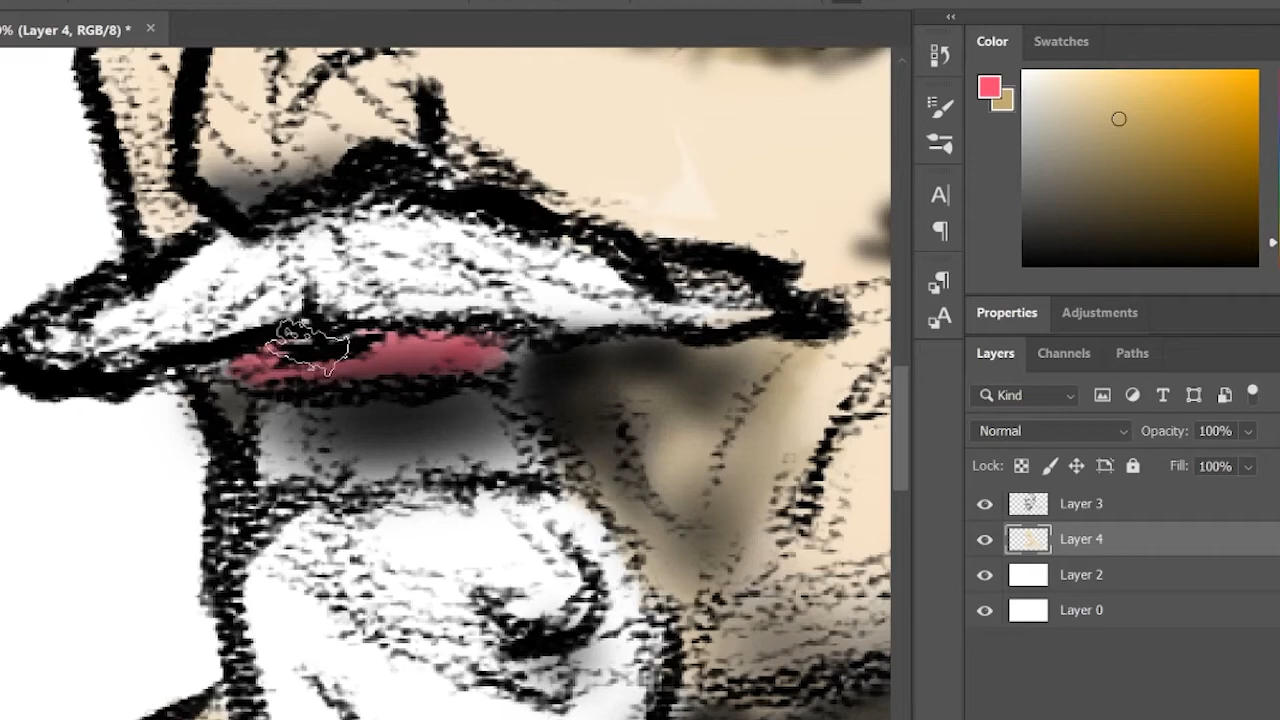 % (Layer 4, RGB/8) *
Color
Swatches
Properties
Adjustments
Layers
Channels
Paths
Kind
Normal
Opacity: 100%
Lock:
Fill: 100%
Layer 3
Layer 4
Layer 2
Layer 0